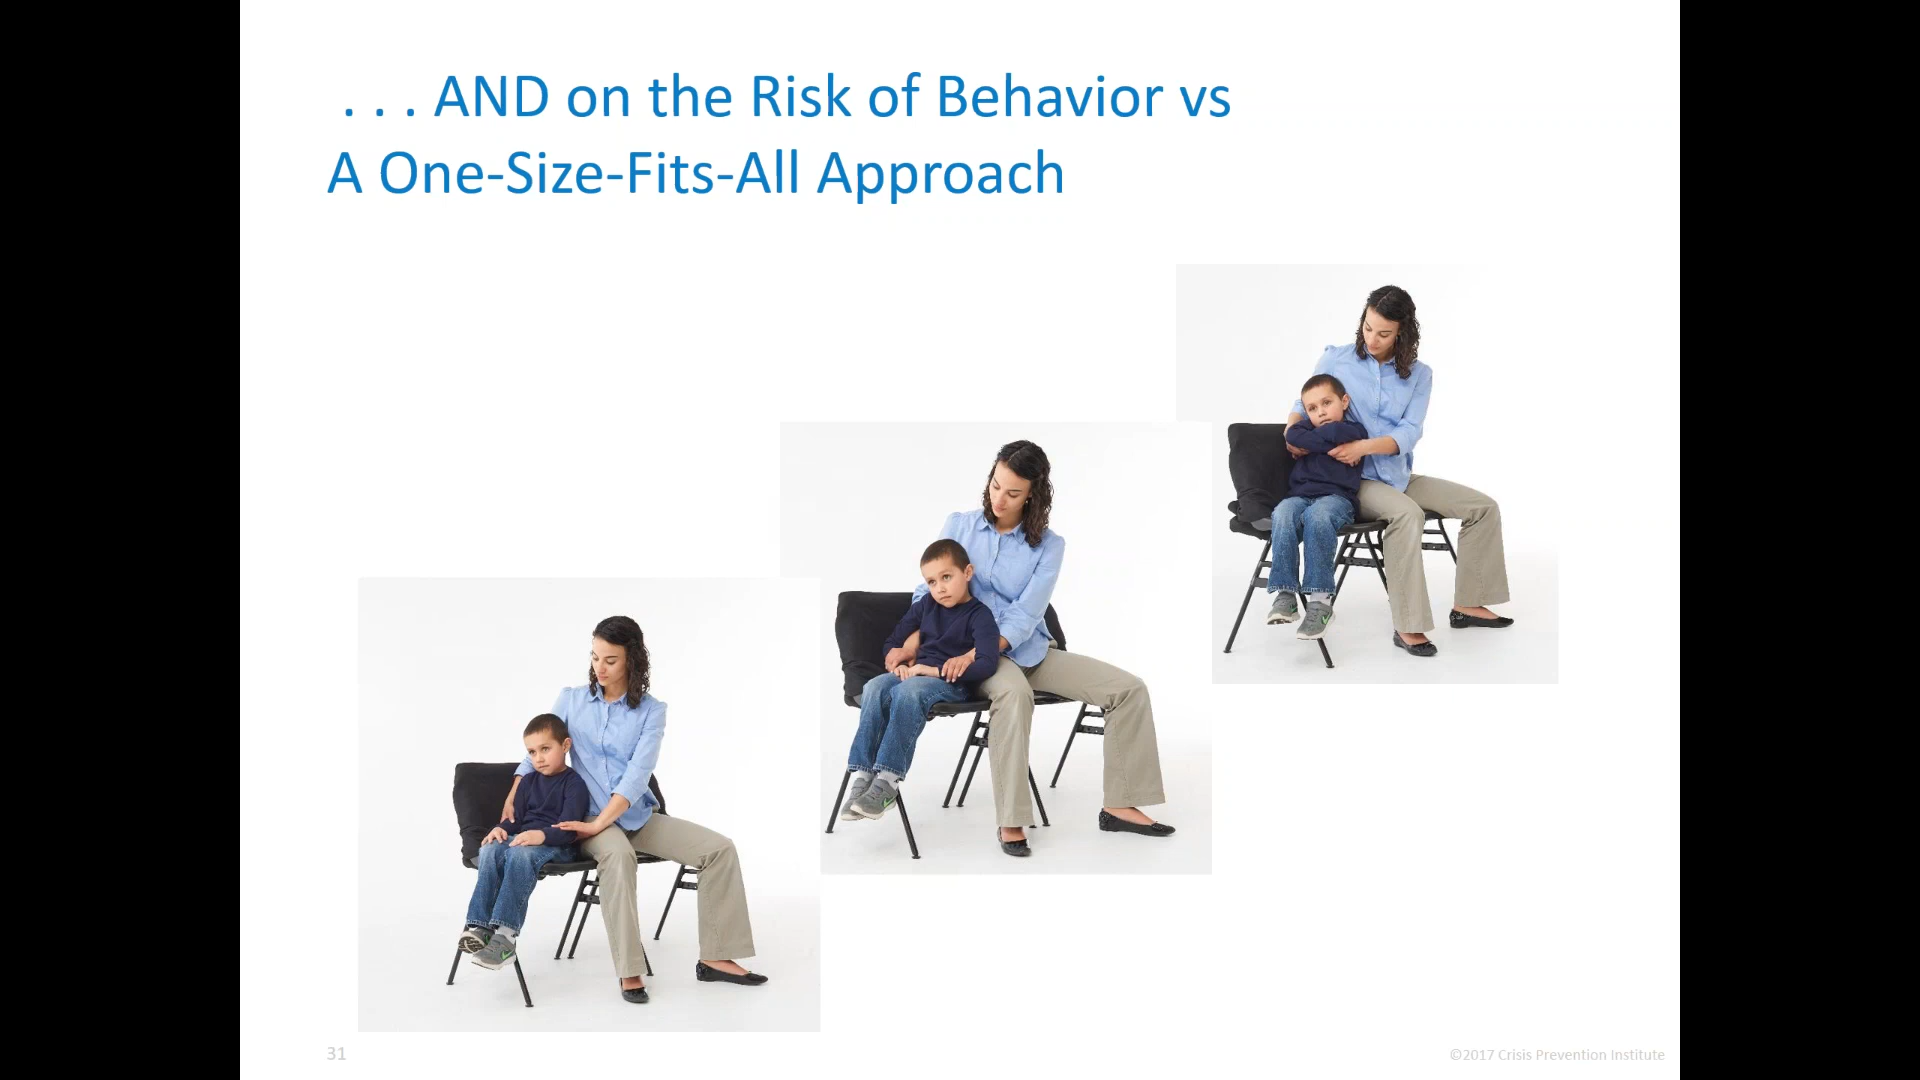 . . . AND on the Risk of Behavior vs
A One-Size-Fits-All Approach
31
©2017 Crisis Prevention Institute